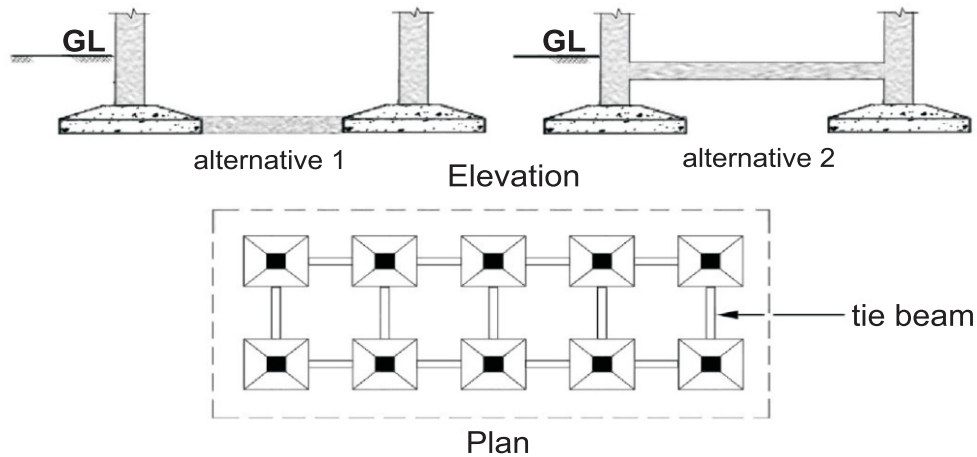 GL
GL
alternative 1
alternative 2
Elevation
tie beam
Plan